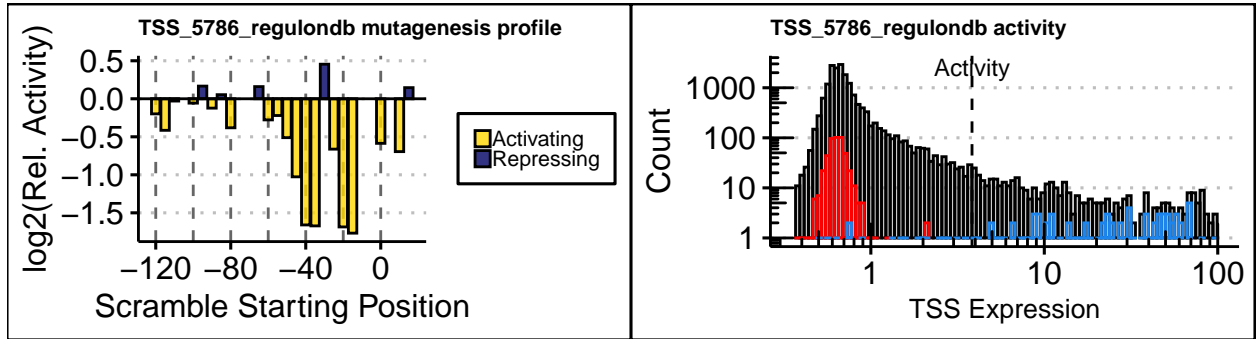 TSS_5786_regulondb mutagenesis profile
log2(Rel. Activity)
0.5
0.0
−0.5
−1.0
−1.5
−120
−80
−40
0
Scramble Starting Position
Activating
Repressing
TSS_5786_regulondb activity
Activity
Count
1000
100
10
1
1
10
100
TSS Expression